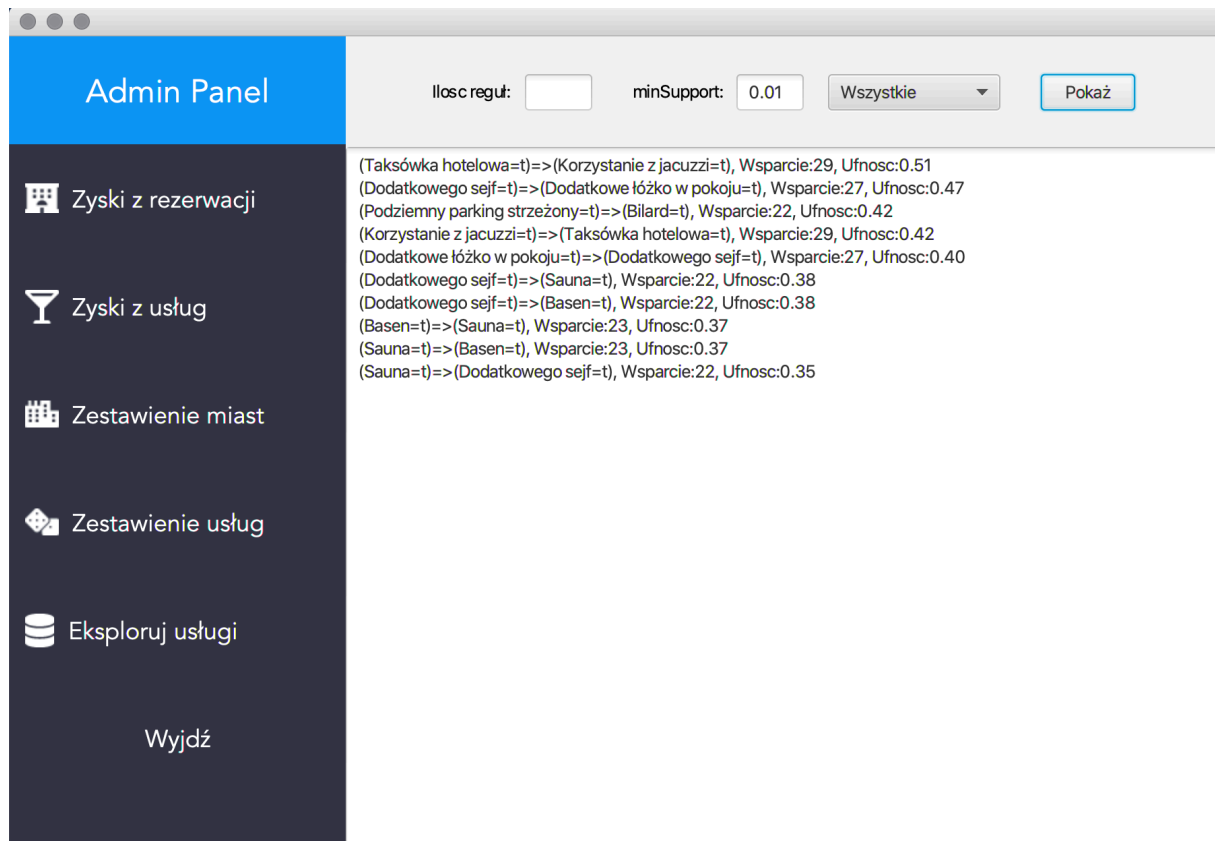 Admin Panel
Ilosc reguł: minSupport: 0.01 Wszystkie Pokaż
Zyski z rezerwacji
Zyski z usług
Zestawienie miast
Zestawienie usług
Eksploruj usługi
Wyjdź
(Taksówka hotelowa=t)=>(Korzystanie z jacuzzi=t), Wsparcie:29, Ufnosc:0.51
(Dodatkowego sejf=t)=>(Dodatkowe łóżko w pokoju=t), Wsparcie:27, Ufnosc:0.47
(Podziemny parking strzeżony=t)=>(Bilard=t), Wsparcie:22, Ufnosc:0.42
(Korzystanie z jacuzzi=t)=>(Taksówka hotelowa=t), Wsparcie:29, Ufnosc:0.42
(Dodatkowe łóżko w pokoju=t)=>(Dodatkowego sejf=t), Wsparcie:27, Ufnosc:0.40
(Dodatkowego sejf=t)=>(Sauna=t), Wsparcie:22, Ufnosc:0.38
(Dodatkowego sejf=t)=>(Basen=t), Wsparcie:22, Ufnosc:0.38
(Basen=t)=>(Sauna=t), Wsparcie:23, Ufnosc:0.37
(Sauna=t)=>(Basen=t), Wsparcie:23, Ufnosc:0.37
(Sauna=t)=>(Dodatkowego sejf=t), Wsparcie:22, Ufnosc:0.35